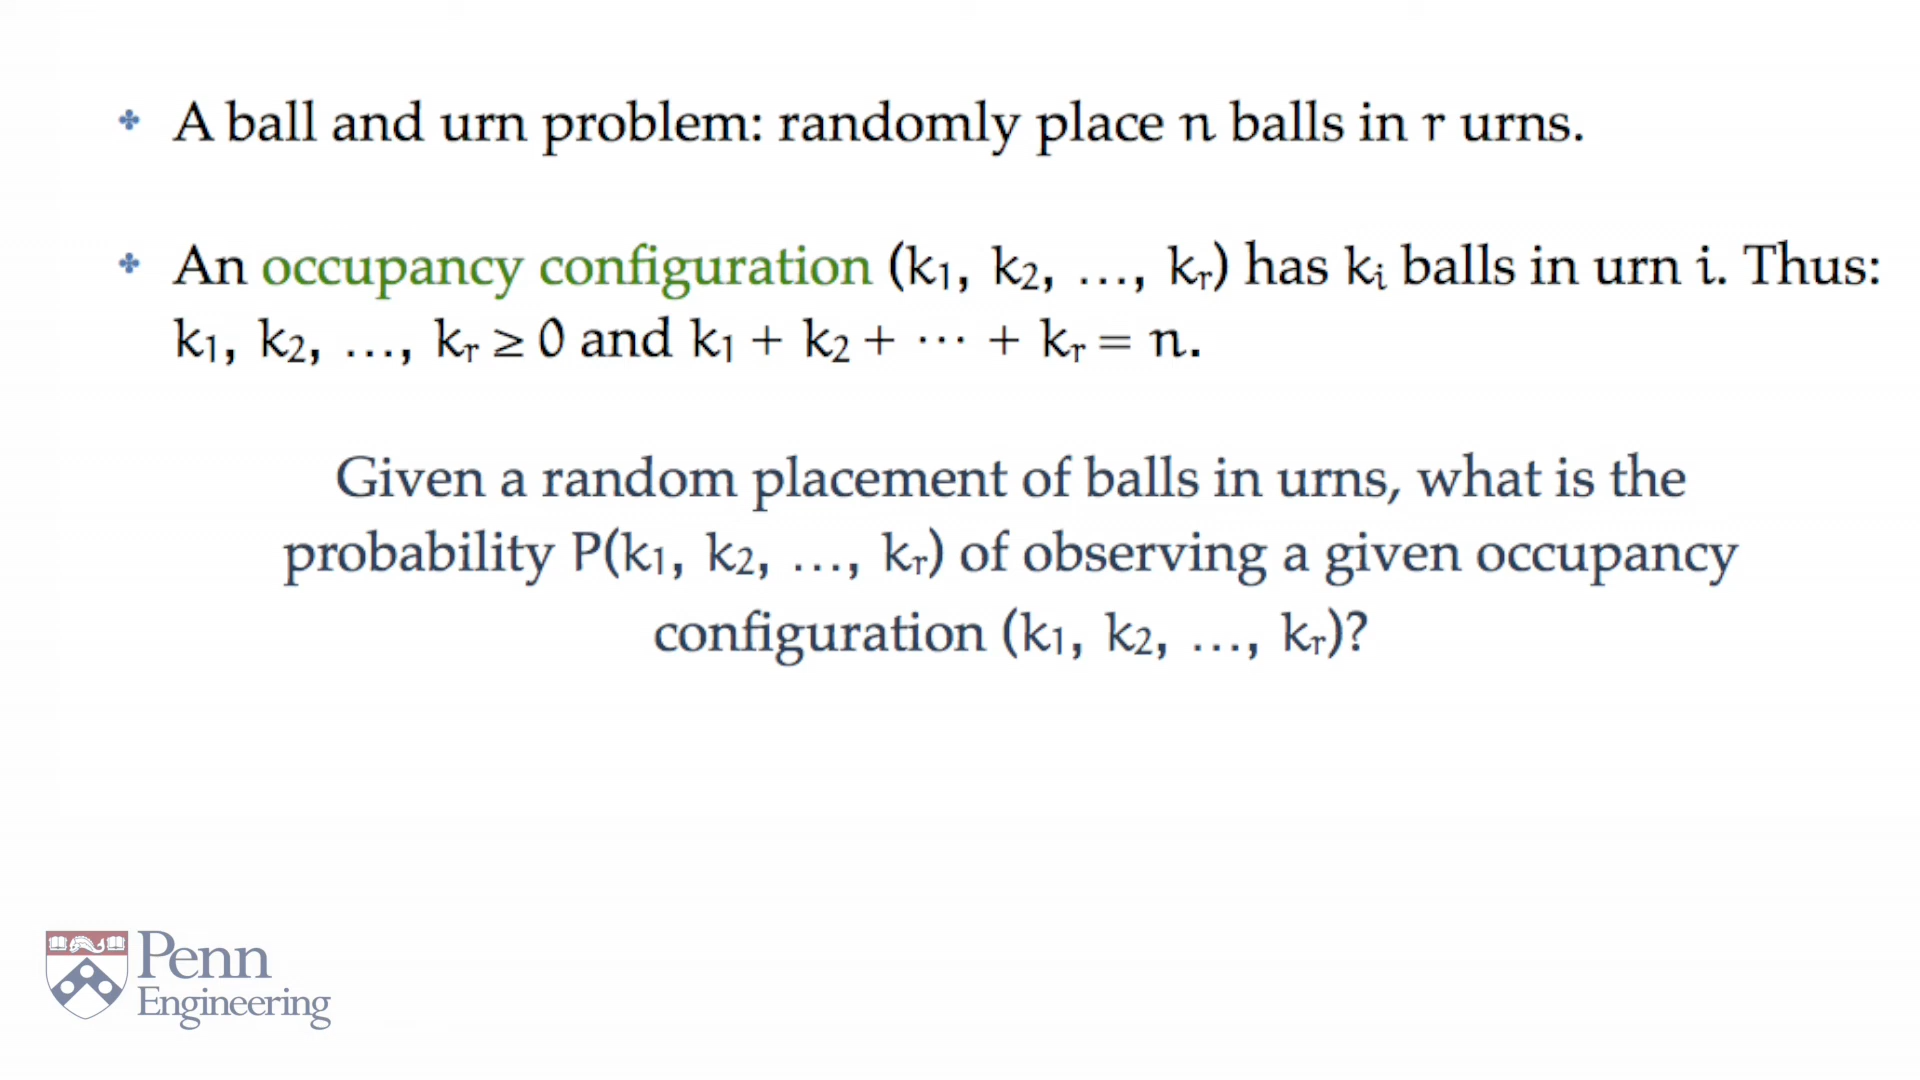 A ball and urn problem: randomly place n balls in r urns.
An occupancy configuration (k₁, k₂, …, kᵣ) has kᵢ balls in urn i. Thus:
k₁, k₂, …, kᵣ ≥ 0 and k₁ + k₂ + ··· + kᵣ = n.
Given a random placement of balls in urns, what is the
probability P(k₁, k₂, …, kᵣ) of observing a given occupancy
configuration (k₁, k₂, …, kᵣ)?
Penn
Engineering